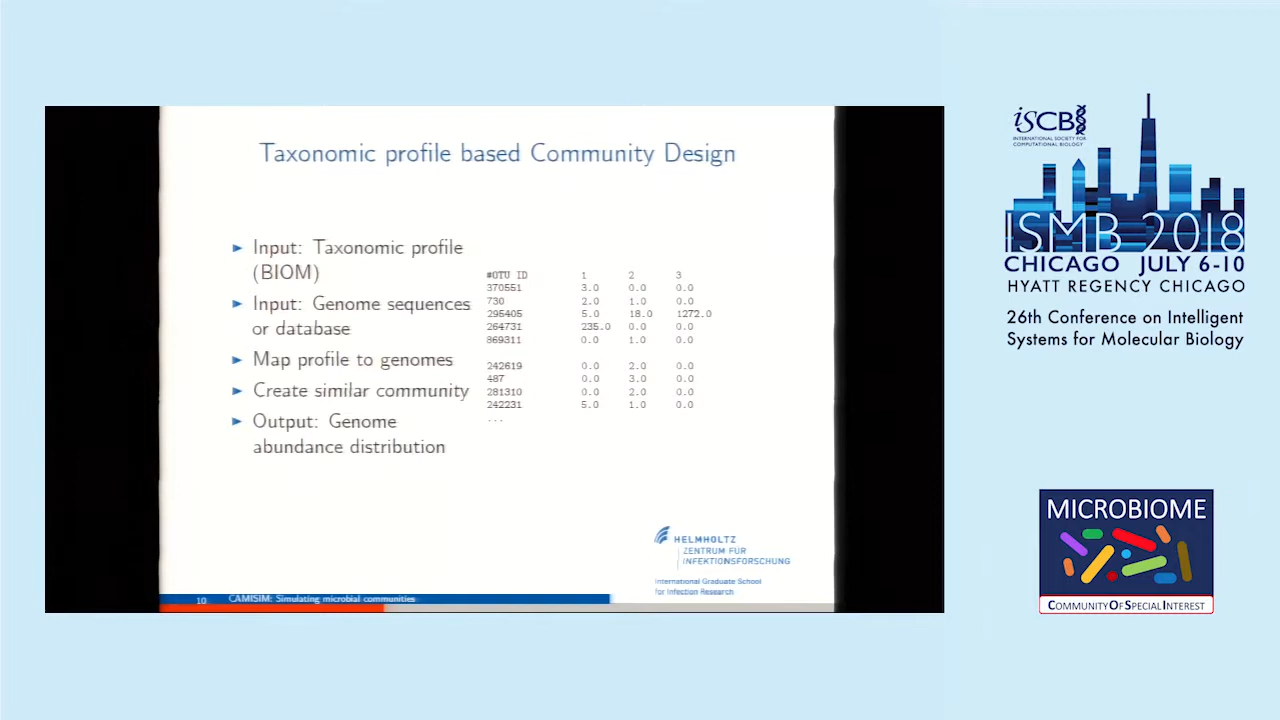 Taxonomic profile based Community Design
► Input: Taxonomic profile
(BIOM)
► Input: Genome sequences
or database
► Map profile to genomes
► Create similar community
► Output: Genome
abundance distribution
#OTU ID 1 2 3
370551 3.0 0.0 0.0
730 2.0 1.0 0.0
295405 5.0 18.0 1272.0
264731 235.0 0.0 0.0
869311 0.0 1.0 0.0
242619 0.0 2.0 0.0
487 0.0 3.0 0.0
281310 0.0 2.0 0.0
242231 5.0 1.0 0.0
...
HELMHOLTZ
ZENTRUM FÜR
INFEKTIONSFORSCHUNG
International Graduate School
for Infection Research
10 CAMISIM: Simulating microbial communities
ISCB
INTERNATIONAL SOCIETY FOR
COMPUTATIONAL BIOLOGY
ISMB 2018
CHICAGO JULY 6-10
HYATT REGENCY CHICAGO
26th Conference on Intelligent
Systems for Molecular Biology
MICROBIOME
COMMUNITY OF SPECIAL INTEREST